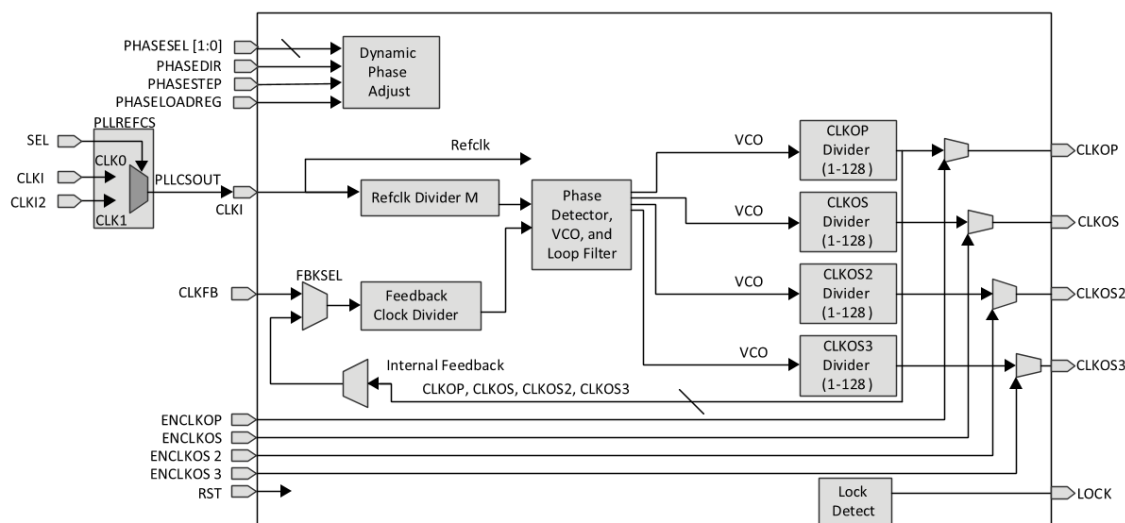 PHASESEL [1:0]
PHASEDIR
PHASESTEP
PHASELOADREG
Dynamic
Phase
Adjust
PLLREFCS
SEL
CLK0
CLKI
CLKI2
CLK1
PLLCSOUT
CLKI
Refclk
Refclk Divider M
Phase
Detector,
VCO, and
Loop Filter
VCO
CLKOP
Divider
(1-128)
CLKOP
VCO
CLKOS
Divider
(1-128)
CLKOS
VCO
CLKOS2
Divider
(1-128)
CLKOS2
VCO
CLKOS3
Divider
(1-128)
CLKOS3
FBKSEL
CLKFB
Feedback
Clock Divider
Internal Feedback
CLKOP, CLKOS, CLKOS2, CLKOS3
ENCLKOP
ENCLKOS
ENCLKOS 2
ENCLKOS 3
RST
Lock
Detect
LOCK